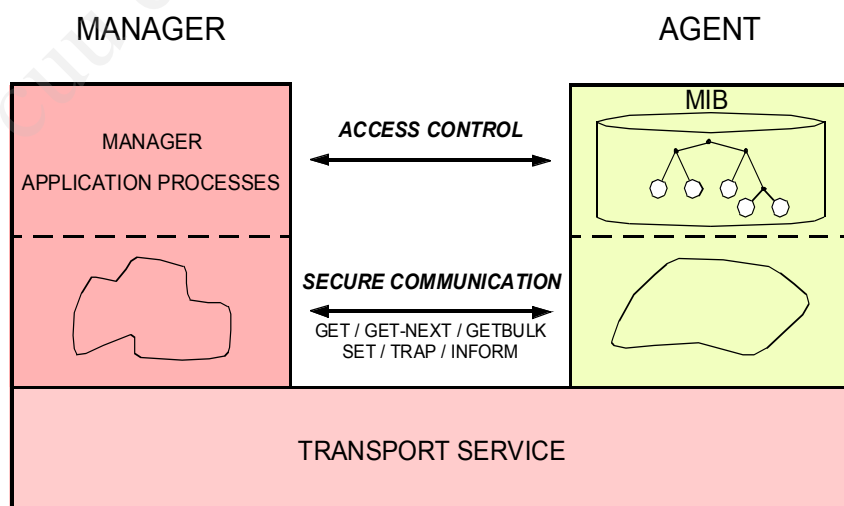 MANAGER
AGENT
MIB
ACCESS CONTROL
MANAGER
APPLICATION PROCESSES
SECURE COMMUNICATION
GET / GET-NEXT / GETBULK
SET / TRAP / INFORM
TRANSPORT SERVICE